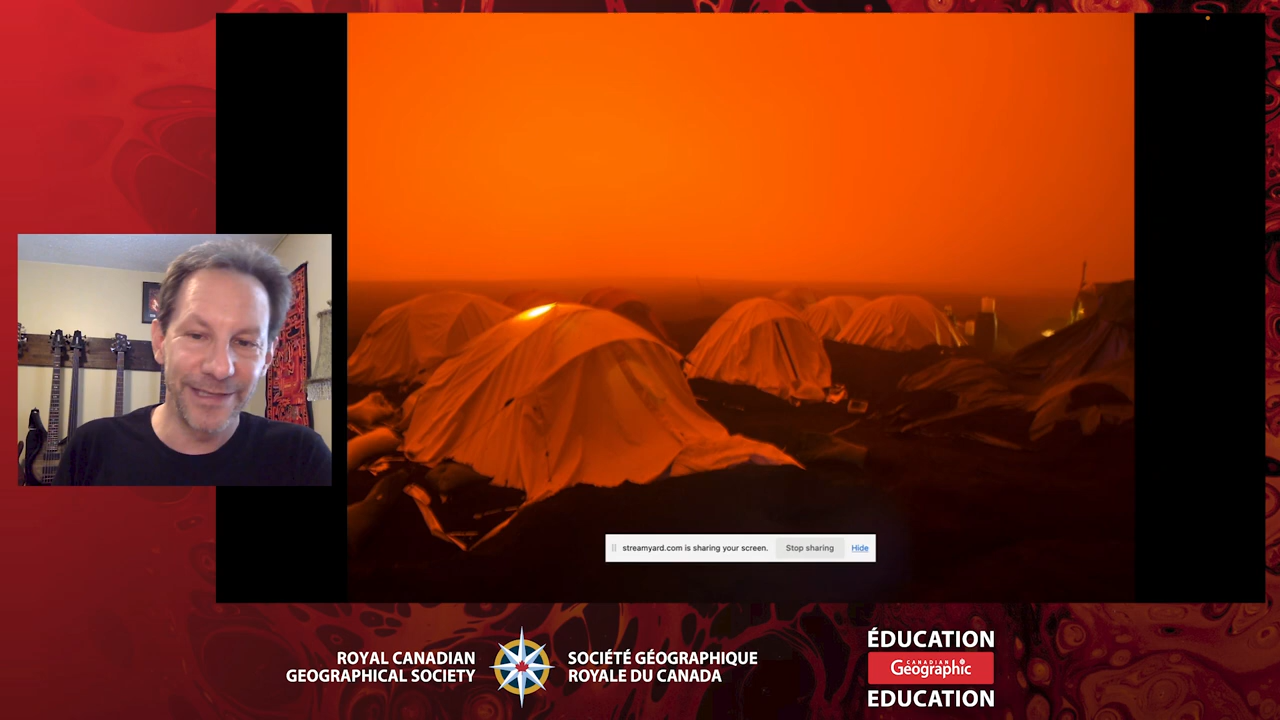 streamyard.com is sharing your screen. Stop sharing Hide
ROYAL CANADIAN
GEOGRAPHICAL SOCIETY
SOCIÉTÉ GÉOGRAPHIQUE
ROYALE DU CANADA
ÉDUCATION
CANADIAN
Geographic
EDUCATION